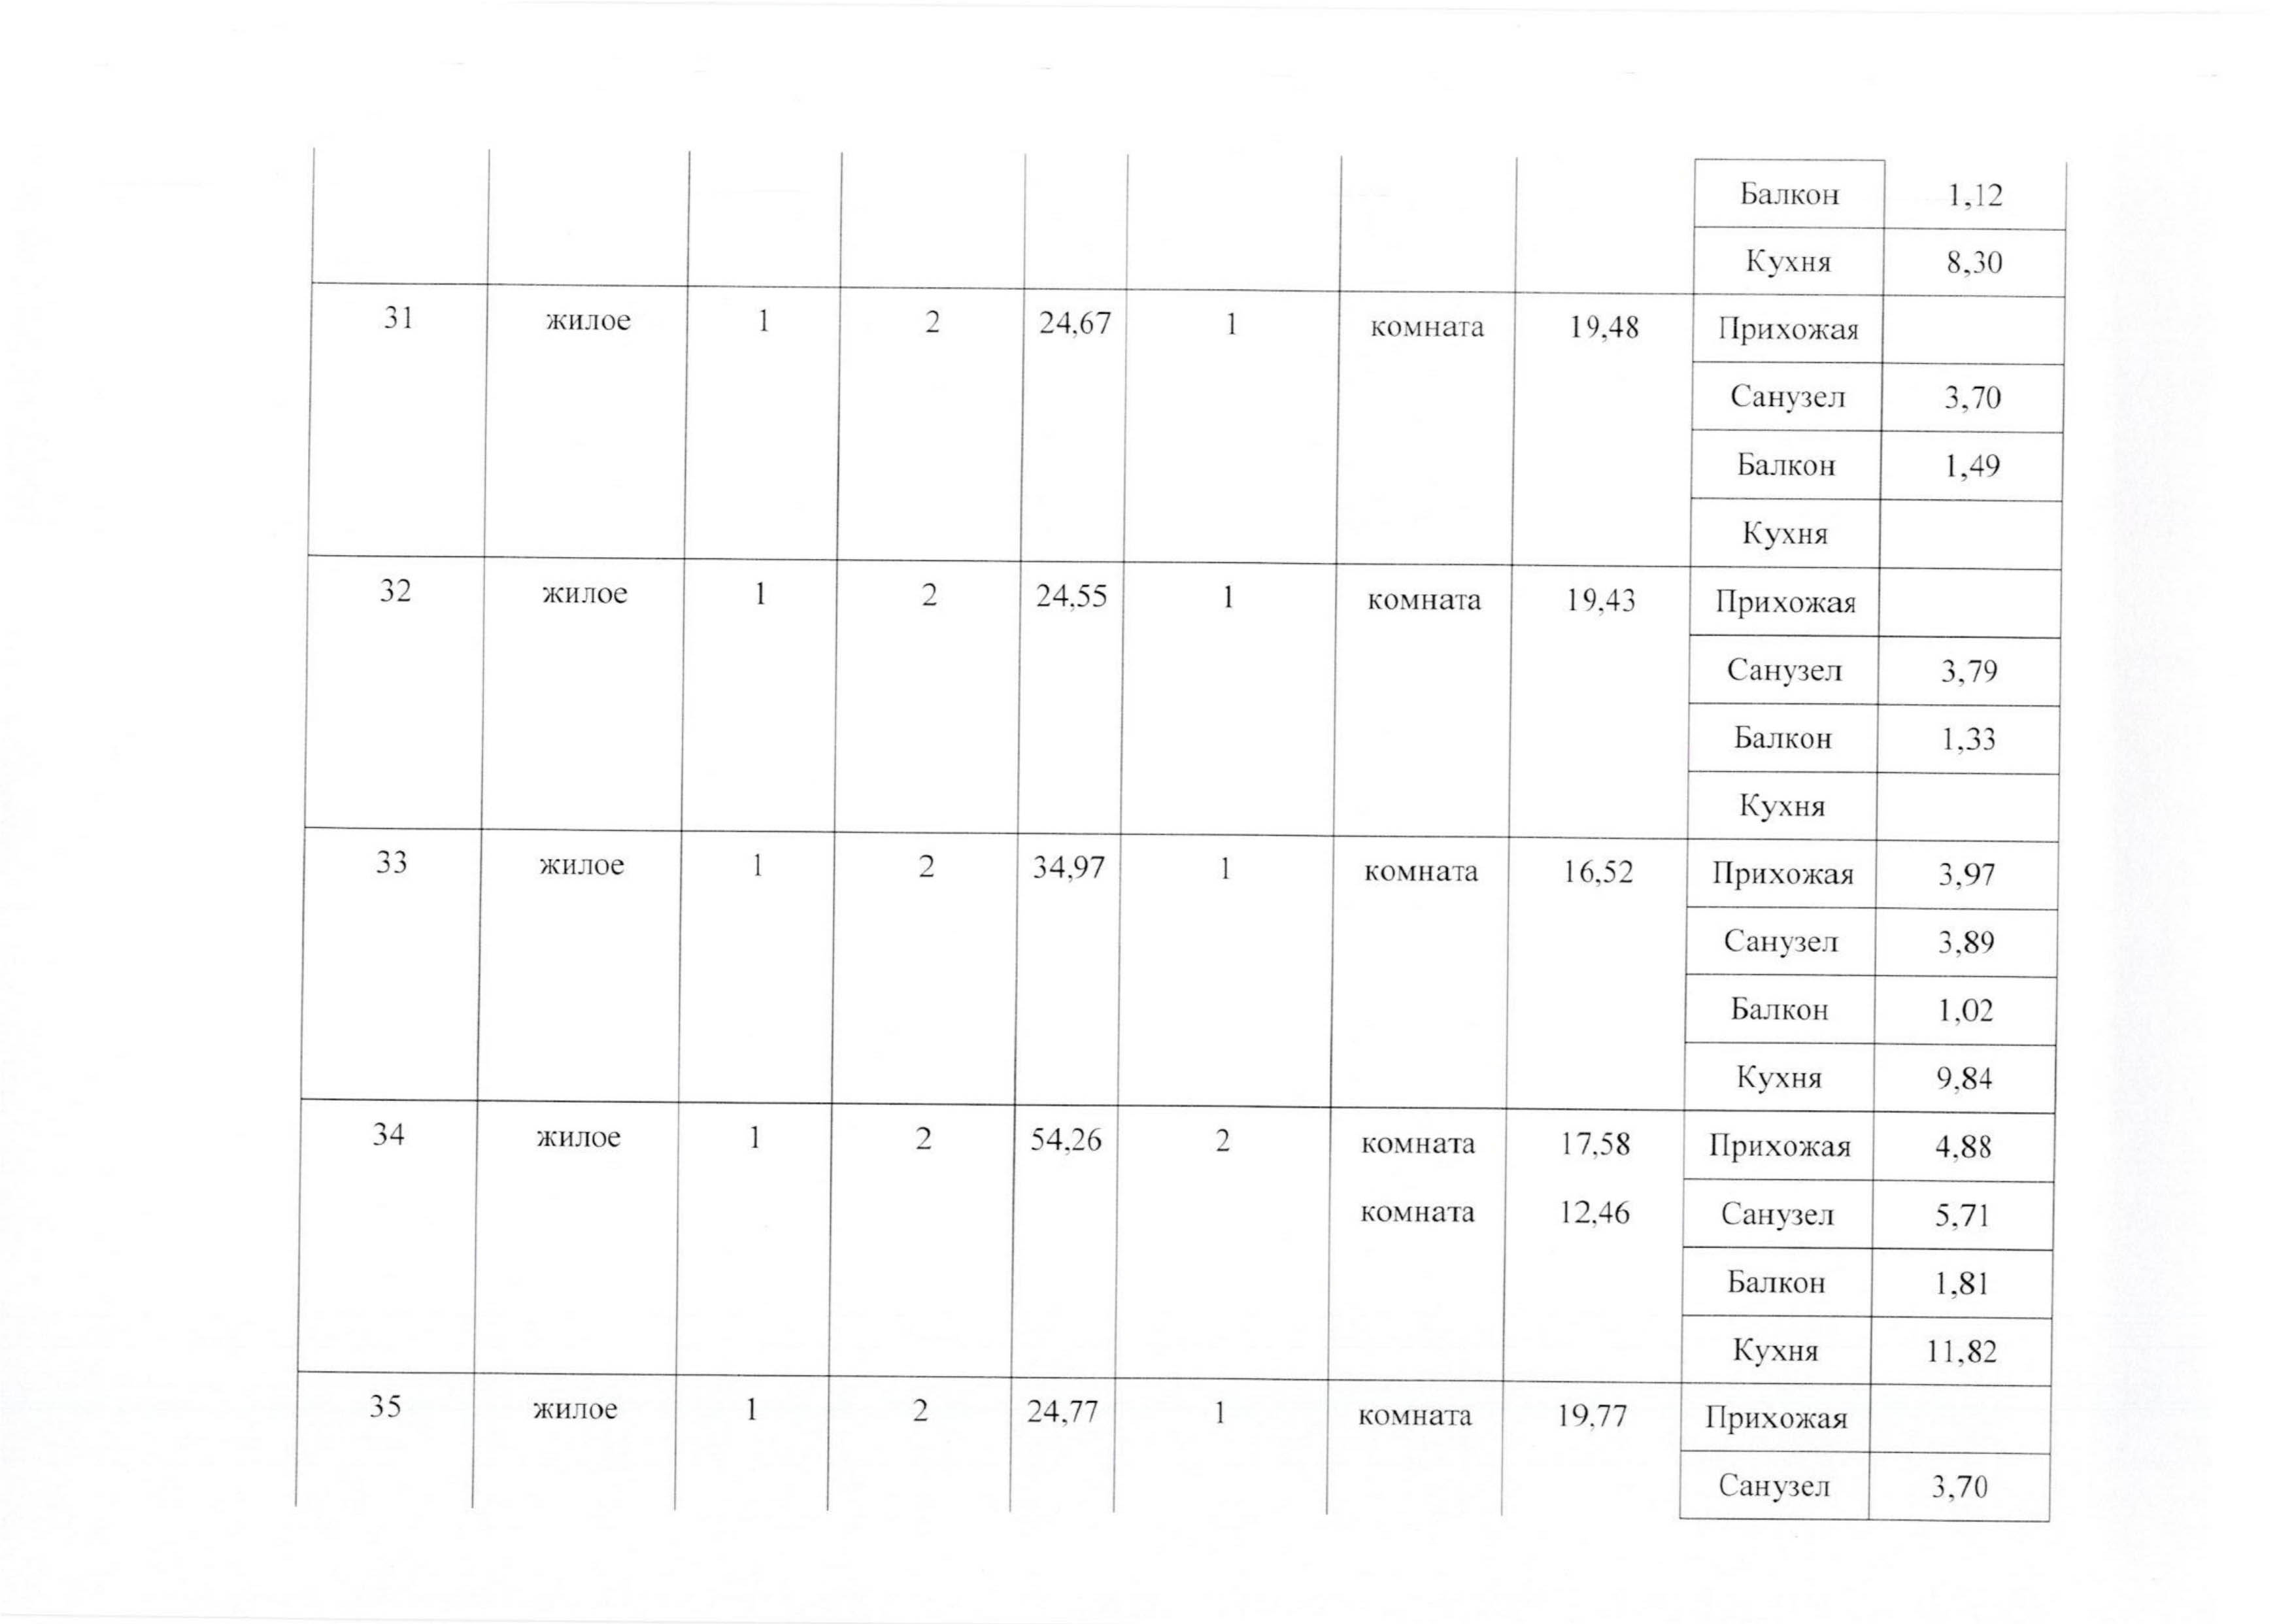 Балкон 1,12
Кухня 8,30
31 жилое 1 2 24,67 1 комната 19,48 Прихожая
Санузел 3,70
Балкон 1,49
Кухня
32 жилое 1 2 24,55 1 комната 19,43 Прихожая
Санузел 3,79
Балкон 1,33
Кухня
33 жилое 1 2 34,97 1 комната 16,52 Прихожая 3,97
Санузел 3,89
Балкон 1,02
Кухня 9,84
34 жилое 1 2 54,26 2 комната 17,58 Прихожая 4,88
комната 12,46 Санузел 5,71
Балкон 1,81
Кухня 11,82
35 жилое 1 2 24,77 1 комната 19,77 Прихожая
Санузел 3,70